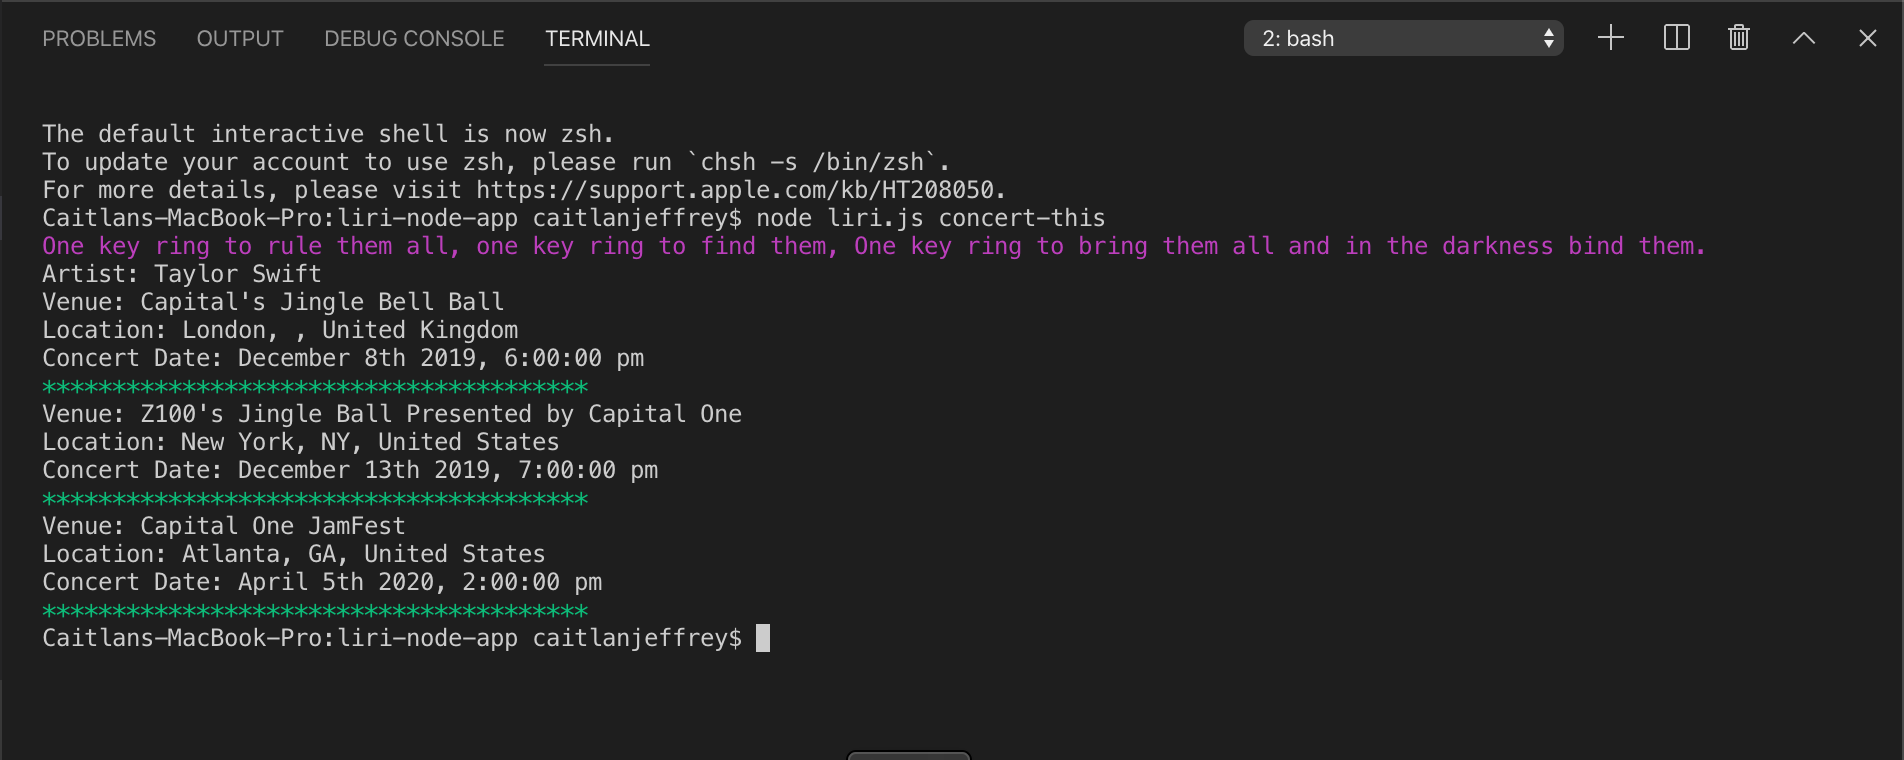 PROBLEMS OUTPUT DEBUG CONSOLE TERMINAL 2: bash
The default interactive shell is now zsh.
To update your account to use zsh, please run `chsh -s /bin/zsh`.
For more details, please visit https://support.apple.com/kb/HT208050.
Caitlans-MacBook-Pro:liri-node-app caitlanjeffrey$ node liri.js concert-this
One key ring to rule them all, one key ring to find them, One key ring to bring them all and in the darkness bind them.
Artist: Taylor Swift
Venue: Capital's Jingle Bell Ball
Location: London, , United Kingdom
Concert Date: December 8th 2019, 6:00:00 pm
***************************************
Venue: Z100's Jingle Ball Presented by Capital One
Location: New York, NY, United States
Concert Date: December 13th 2019, 7:00:00 pm
***************************************
Venue: Capital One JamFest
Location: Atlanta, GA, United States
Concert Date: April 5th 2020, 2:00:00 pm
***************************************
Caitlans-MacBook-Pro:liri-node-app caitlanjeffrey$